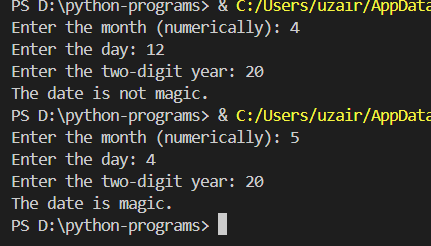 PS D:\python-programs> & C:/Users/uzair/AppData
Enter the month (numerically): 4
Enter the day: 12
Enter the two-digit year: 20
The date is not magic.
PS D:\python-programs> & C:/Users/uzair/AppData
Enter the month (numerically): 5
Enter the day: 4
Enter the two-digit year: 20
The date is magic.
PS D:\python-programs>